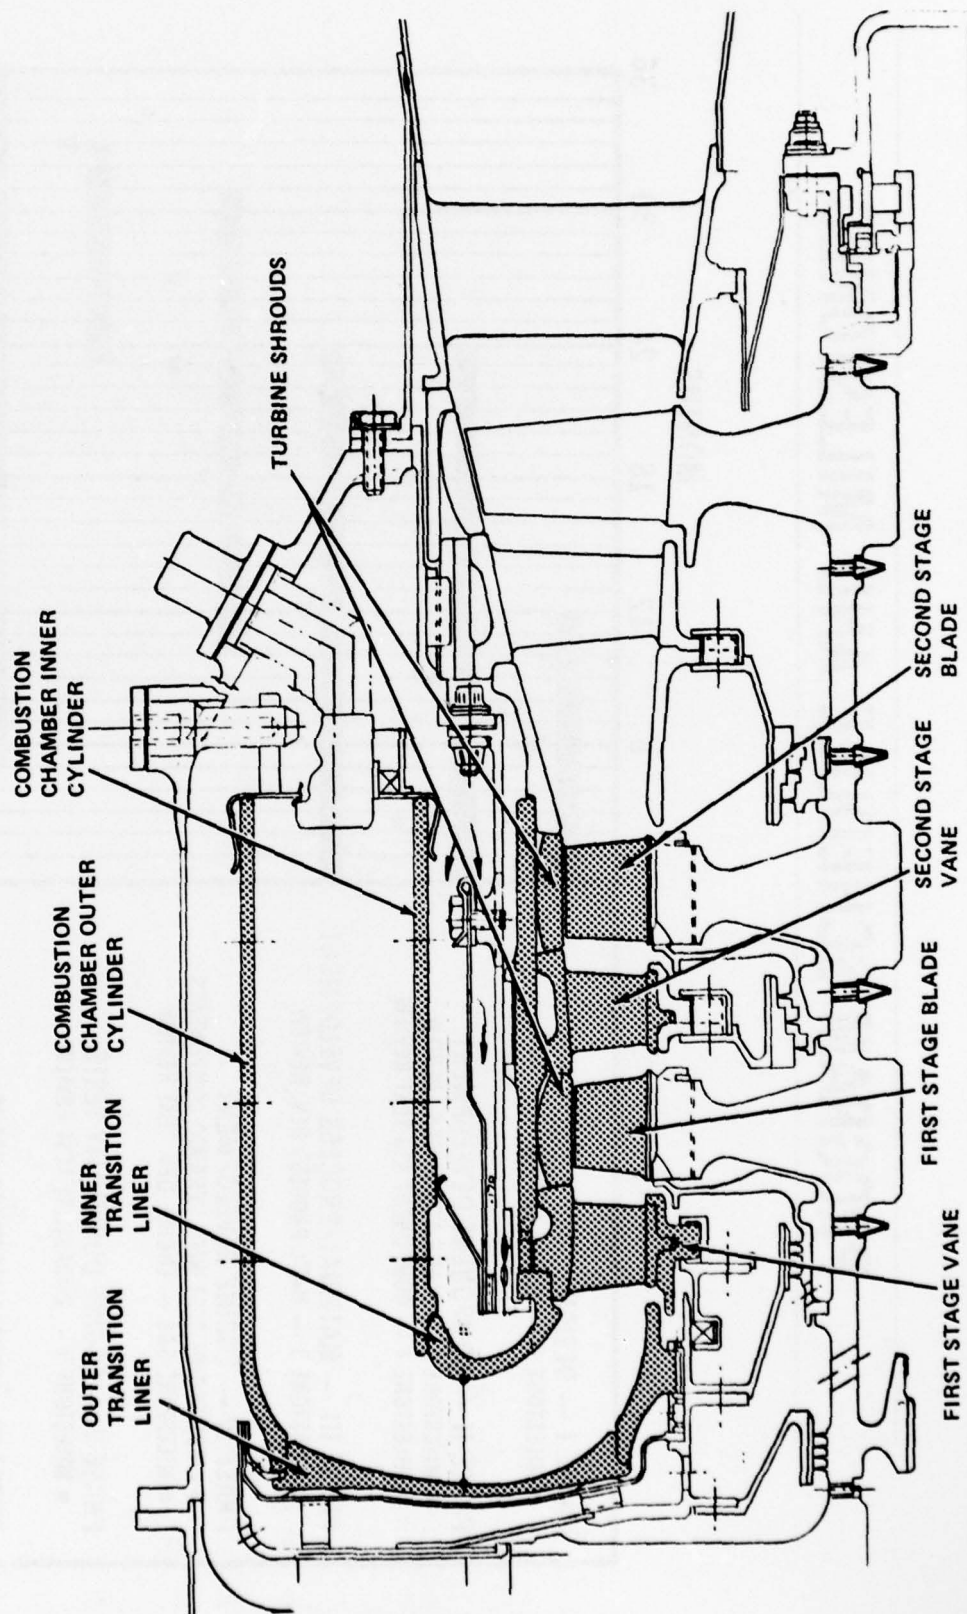 OUTER
TRANSITION
LINER
INNER
TRANSITION
LINER
COMBUSTION
CHAMBER OUTER
CYLINDER
COMBUSTION
CHAMBER INNER
CYLINDER
TURBINE SHROUDS
FIRST STAGE VANE
FIRST STAGE BLADE
SECOND STAGE
VANE
SECOND STAGE
BLADE